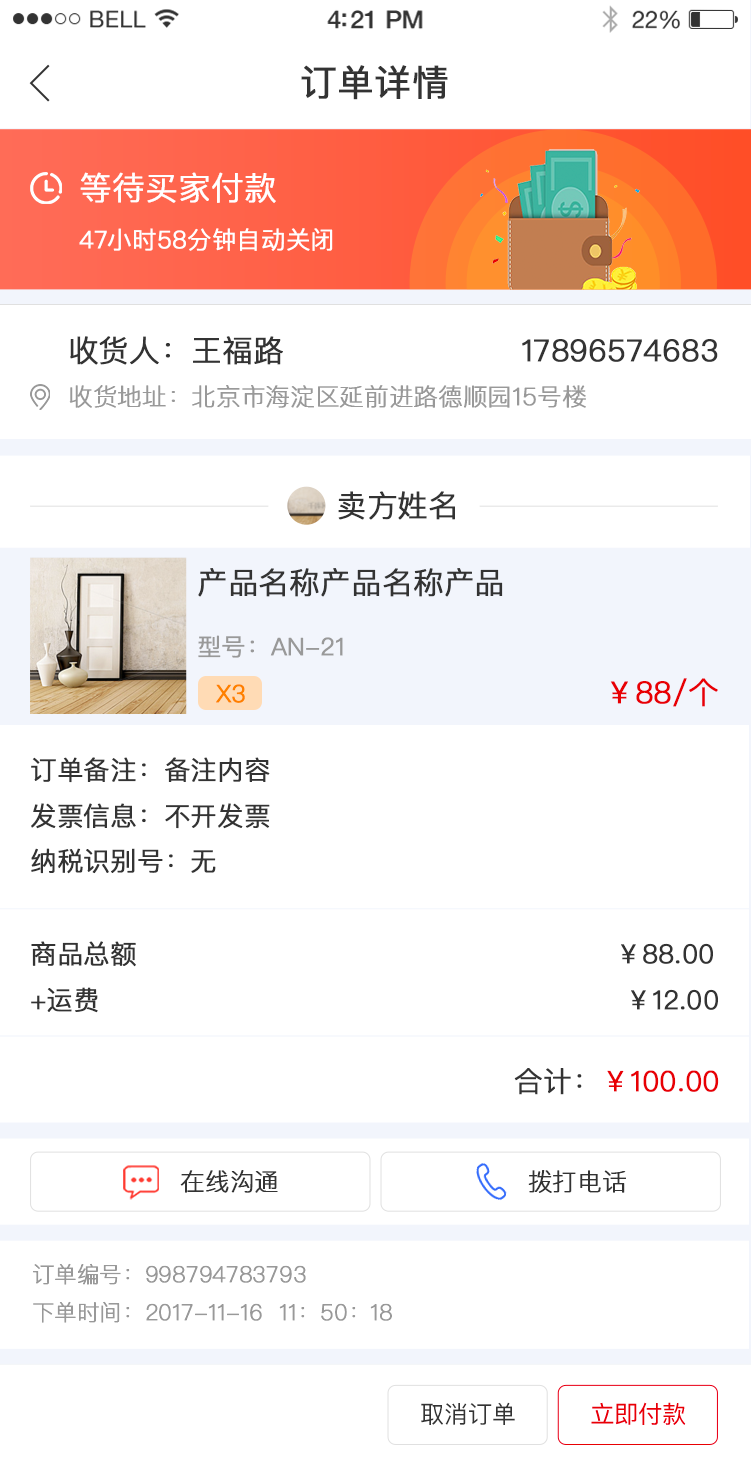 BELL 4:21 PM 22%
订单详情
等待买家付款
47小时58分钟自动关闭
收货人：王福路 17896574683
收货地址：北京市海淀区延前进路德顺园15号楼
卖方姓名
产品名称产品名称产品
型号：AN-21
X3 ¥88/个
订单备注：备注内容
发票信息：不开发票
纳税识别号：无
商品总额 ¥88.00
+运费 ¥12.00
合计：¥100.00
在线沟通 拨打电话
订单编号：998794783793
下单时间：2017-11-16 11：50：18
取消订单 立即付款